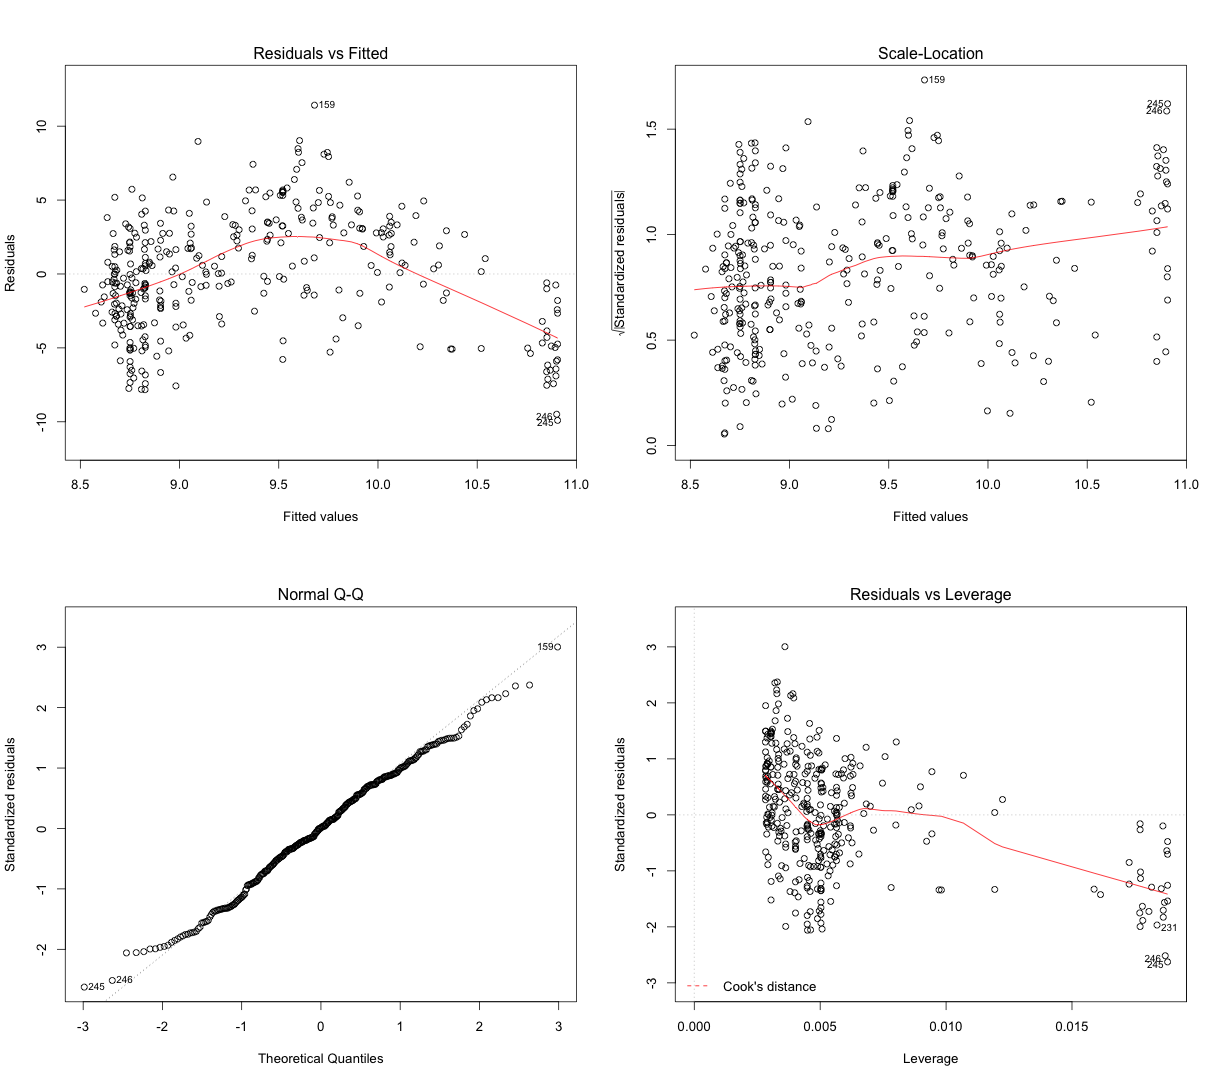 Residuals vs Fitted
Residuals
10
5
0
-5
-10
159
246
245
8.5 9.0 9.5 10.0 10.5 11.0
Fitted values
Scale-Location
√|Standardized residuals|
1.5
1.0
0.5
0.0
159
245
246
8.5 9.0 9.5 10.0 10.5 11.0
Fitted values
Normal Q-Q
Standardized residuals
3
2
1
0
-1
-2
159
246
245
-3 -2 -1 0 1 2 3
Theoretical Quantiles
Residuals vs Leverage
Standardized residuals
3
2
1
0
-1
-2
-3
231
246
245
Cook's distance
0.000 0.005 0.010 0.015
Leverage